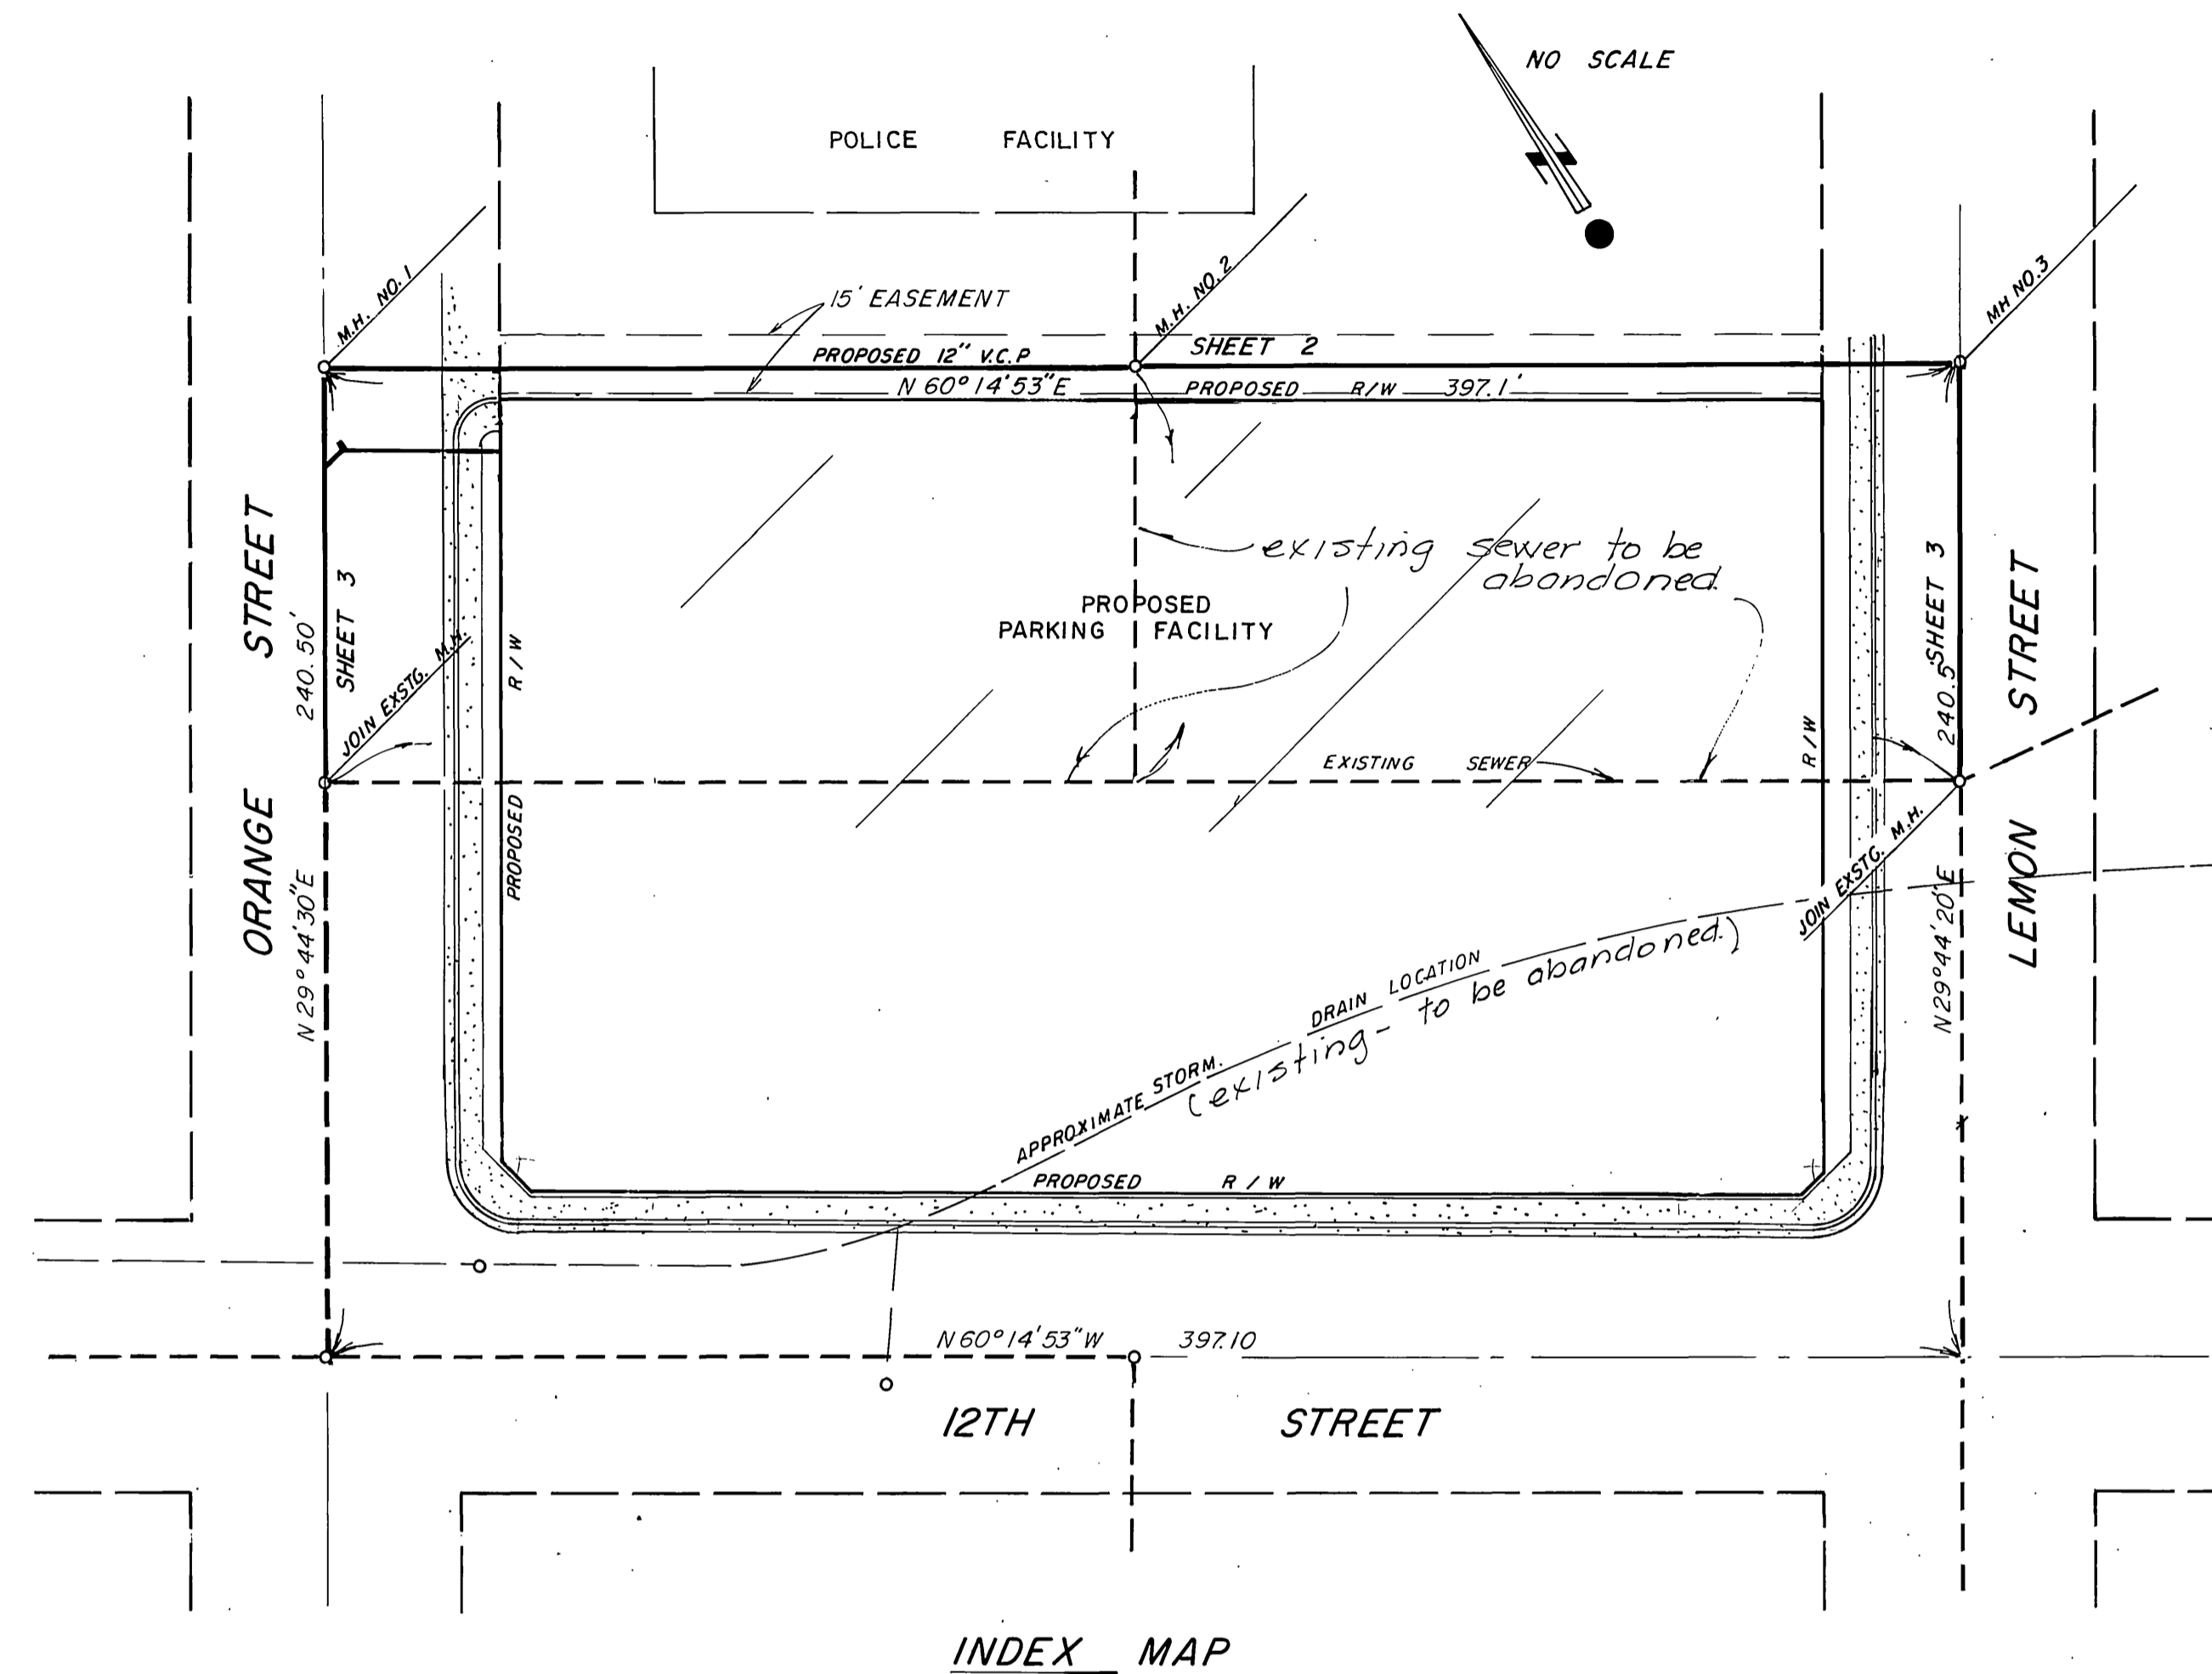 NO SCALE
POLICE FACILITY
M.H. NO. 1
M.H. NO. 2
MH NO. 3
15' EASEMENT
PROPOSED 12" V.C.P
SHEET 2
N 60° 14' 53" E
PROPOSED R/W 397.1'
existing sewer to be
abandoned.
PROPOSED
PARKING FACILITY
ORANGE STREET
240.50'
SHEET 3
JOIN EXSTG. M.H.
R/W
PROPOSED
N 29° 44' 30" E
EXISTING SEWER
R/W
SHEET 3
240.5'
LEMON STREET
JOIN EXSTG. M.H.
N 29° 44' 20" E
APPROXIMATE STORM. DRAIN LOCATION
(existing - to be abandoned.)
PROPOSED R/W
N 60° 14' 53" W 397.10
12TH STREET
INDEX MAP